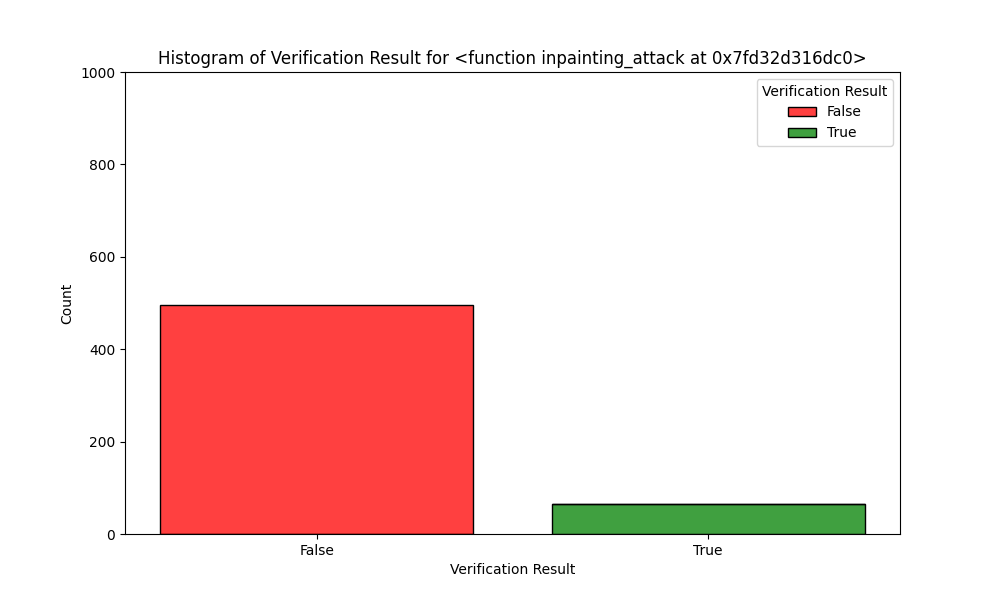 Histogram of Verification Result for <function inpainting_attack at 0x7fd32d316dc0>
1000
800
600
400
200
0
Count
Verification Result
False
True
False
True
Verification Result